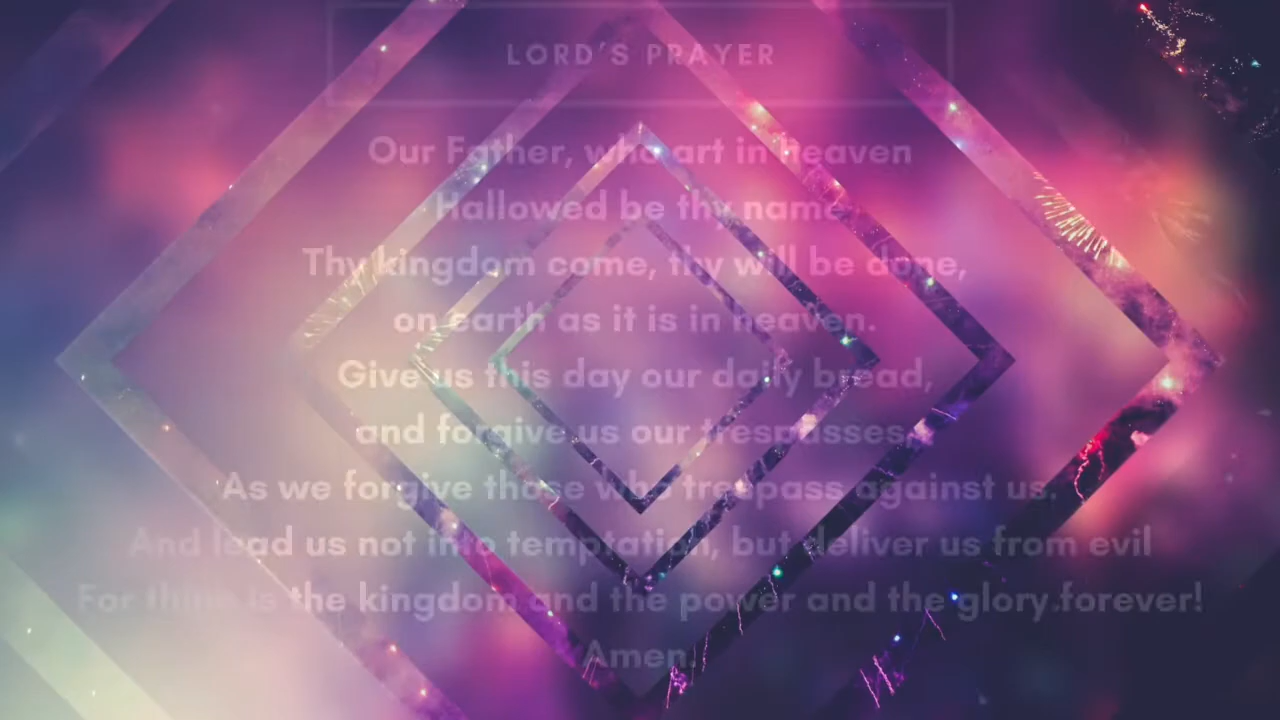 LORD'S PRAYER
Our Father, who art in heaven
hallowed be thy name
Thy kingdom come, thy will be done,
on earth as it is in heaven.
Give us this day our daily bread,
and forgive us our trespasses
As we forgive those who trespass against us.
And lead us not into temptation, but deliver us from evil
For thine is the kingdom and the power and the glory forever!
Amen.